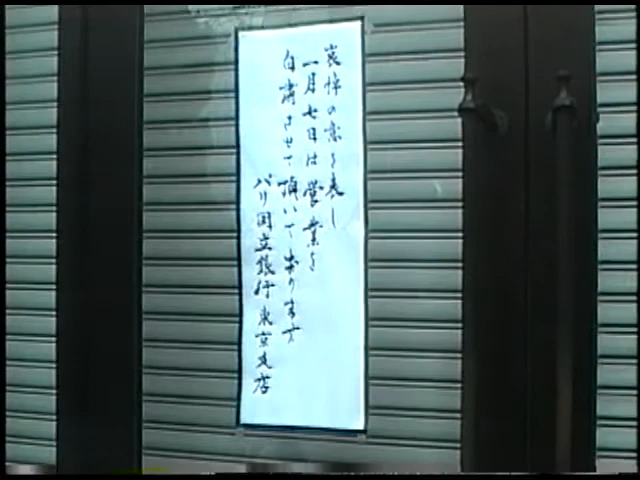 哀悼の意を表し
一月七日は営業を
自粛させて頂いて居ります
パリ国立銀行東京支店